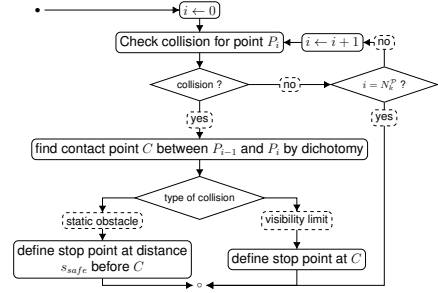 i ← 0
Check collision for point P_i
i ← i + 1
no
collision ?
no
i = N_k^P ?
yes
yes
find contact point C between P_{i−1} and P_i by dichotomy
type of collision
static obstacle
visibility limit
define stop point at distance
s_{safe} before C
define stop point at C